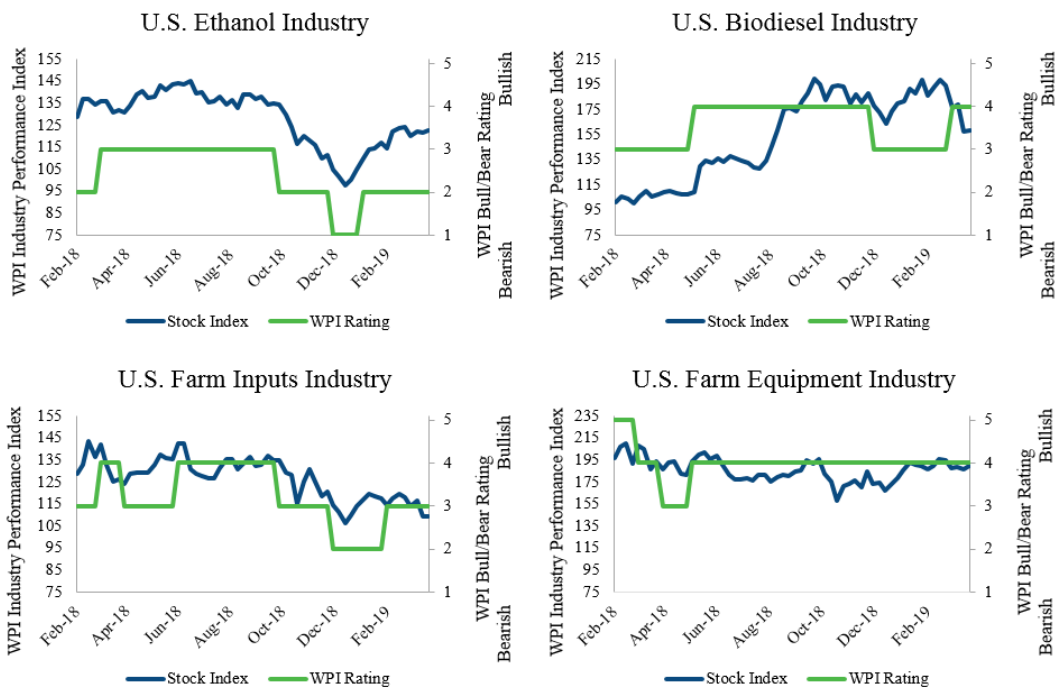 U.S. Ethanol Industry
WPI Industry Performance Index
155
145
135
125
115
105
95
85
75
5
4
3
2
1
Bullish
WPI Bull/Bear Rating
Bearish
Feb-18
Apr-18
Jun-18
Aug-18
Oct-18
Dec-18
Feb-19
Stock Index
WPI Rating
U.S. Biodiesel Industry
WPI Industry Performance Index
215
195
175
155
135
115
95
75
5
4
3
2
1
Bullish
WPI Bull/Bear Rating
Bearish
Feb-18
Apr-18
Jun-18
Aug-18
Oct-18
Dec-18
Feb-19
Stock Index
WPI Rating
U.S. Farm Inputs Industry
WPI Industry Performance Index
155
145
135
125
115
105
95
85
75
5
4
3
2
1
Bullish
WPI Bull/Bear Rating
Bearish
Feb-18
Apr-18
Jun-18
Aug-18
Oct-18
Dec-18
Feb-19
Stock Index
WPI Rating
U.S. Farm Equipment Industry
WPI Industry Performance Index
235
215
195
175
155
135
115
95
75
5
4
3
2
1
Bullish
WPI Bull/Bear Rating
Bearish
Feb-18
Apr-18
Jun-18
Aug-18
Oct-18
Dec-18
Feb-19
Stock Index
WPI Rating